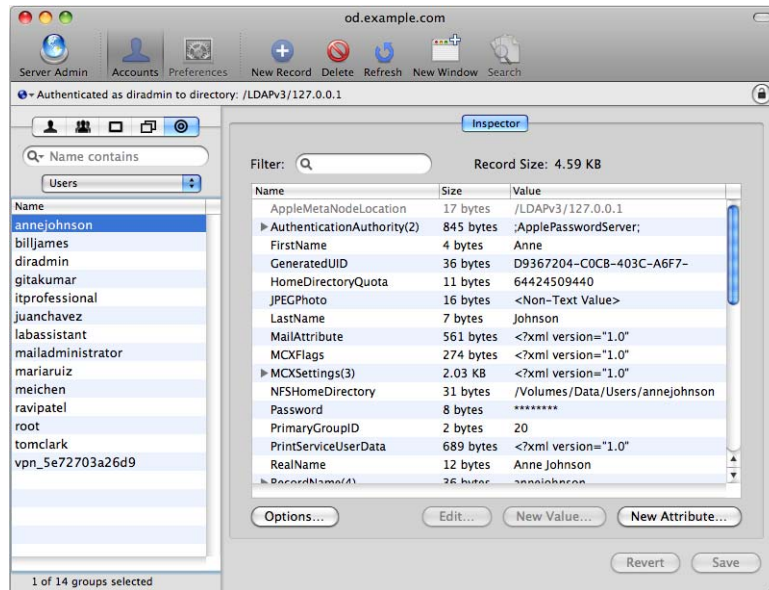 od.example.com
Server Admin Accounts Preferences New Record Delete Refresh New Window Search
Authenticated as diradmin to directory: /LDAPv3/127.0.0.1
Inspector
Name contains
Filter:
Record Size: 4.59 KB
Users
Name
annejohnson
billjames
diradmin
gitakumar
itprofessional
juanchavez
labassistant
mailadministrator
mariaruiz
meichen
ravipatel
root
tomclark
vpn_5e72703a26d9
Name Size Value
AppleMetaNodeLocation 17 bytes /LDAPv3/127.0.0.1
AuthenticationAuthority(2) 845 bytes ;ApplePasswordServer;
FirstName 4 bytes Anne
GeneratedUID 36 bytes D9367204-C0CB-403C-A6F7-
HomeDirectoryQuota 11 bytes 64424509440
JPEGPhoto 16 bytes <Non-Text Value>
LastName 7 bytes Johnson
MailAttribute 561 bytes <?xml version="1.0"
MCXFlags 274 bytes <?xml version="1.0"
MCXSettings(3) 2.03 KB <?xml version="1.0"
NFSHomeDirectory 31 bytes /Volumes/Data/Users/annejohnson
Password 8 bytes ********
PrimaryGroupID 2 bytes 20
PrintServiceUserData 689 bytes <?xml version="1.0"
RealName 12 bytes Anne Johnson
RecordName(4) 36 bytes annejohnson
Options... Edit... New Value... New Attribute...
Revert Save
1 of 14 groups selected